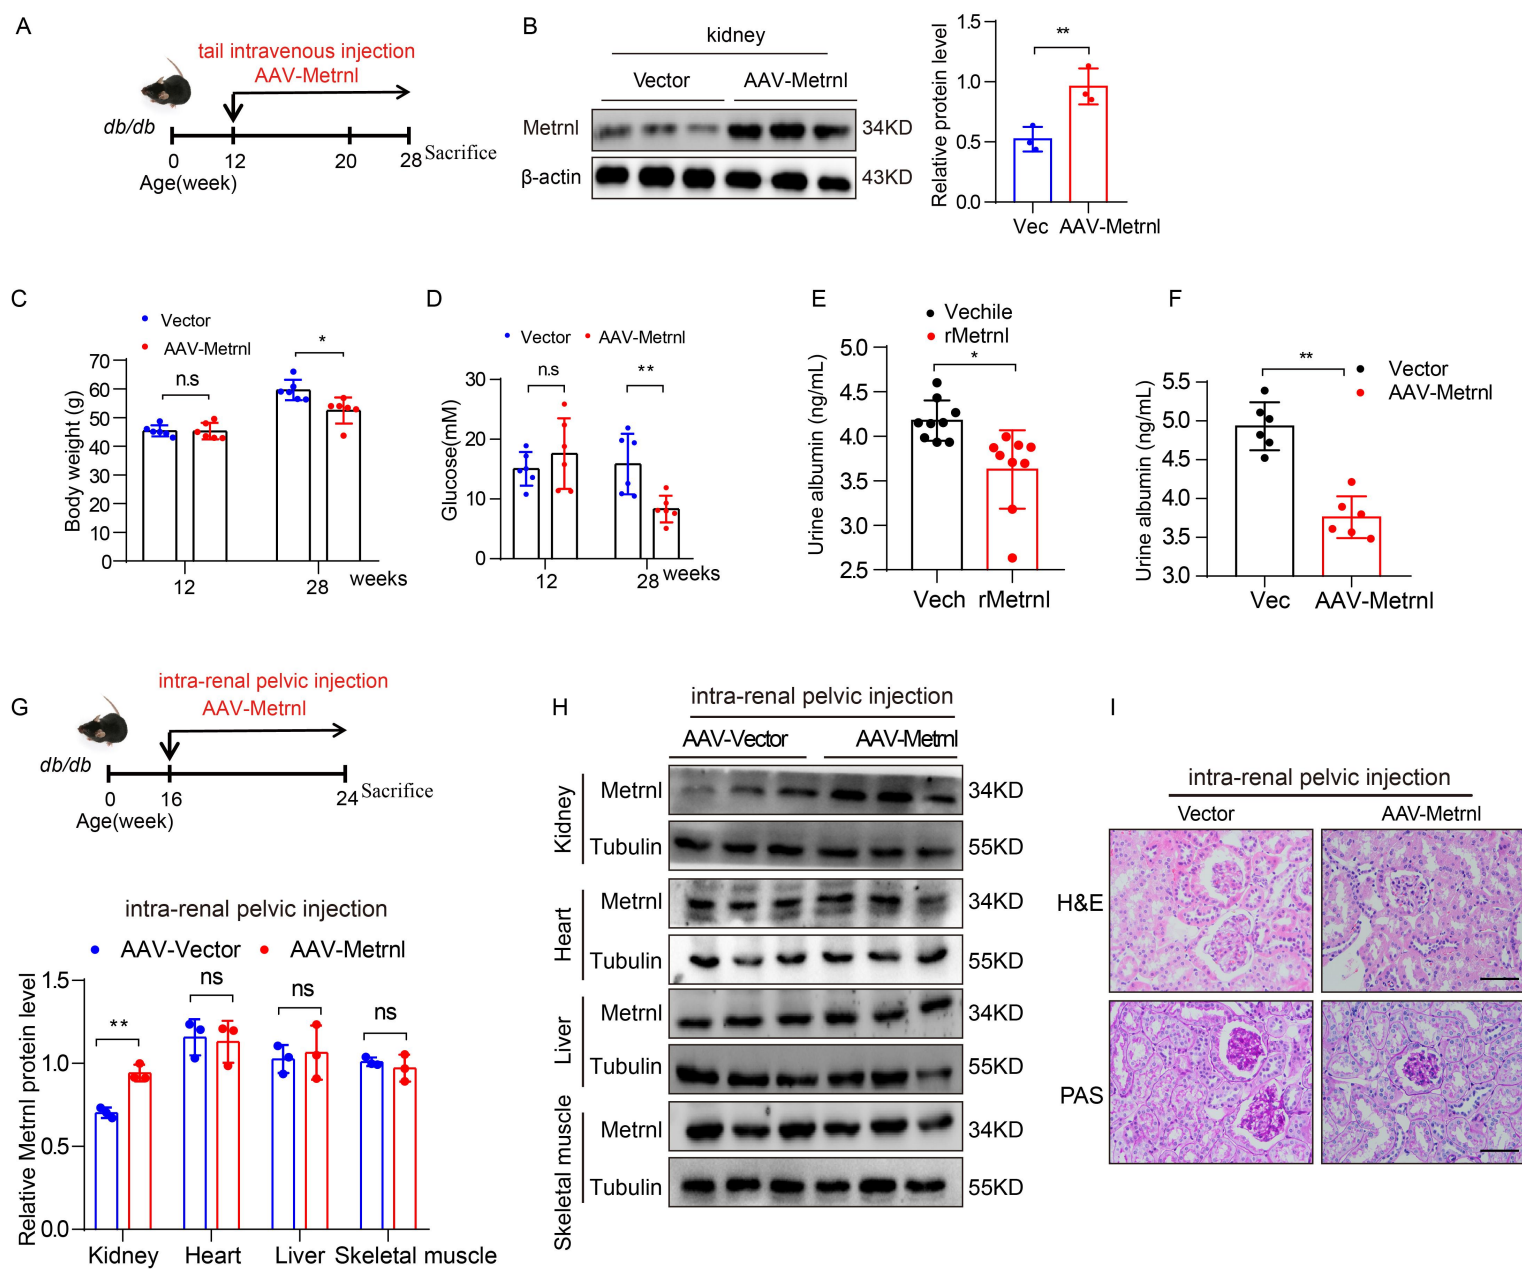 A
tail intravenous injection
AAV-Metrnl
db/db
0 12 20 28 Sacrifice
Age(week)
B
kidney
Vector AAV-Metrnl
Metrnl 34KD
β-actin 43KD
Relative protein level
1.5
1.0
0.5
0.0
**
Vec AAV-Metrnl
C
Vector
AAV-Metrnl
Body weight (g)
70
60
50
40
30
20
10
0
n.s
*
12 28 weeks
D
Vector AAV-Metrnl
Glucose(mM)
30
20
10
0
n.s
**
12 28 weeks
E
Vechile
rMetrnl
Urine albumin (ng/mL)
5.0
4.5
4.0
3.5
3.0
2.5
*
Vech rMetrnl
F
Vector
AAV-Metrnl
Urine albumin (ng/mL)
5.5
5.0
4.5
4.0
3.5
3.0
**
Vec AAV-Metrnl
G
intra-renal pelvic injection
AAV-Metrnl
db/db
0 16 24 Sacrifice
Age(week)
intra-renal pelvic injection
AAV-Vector AAV-Metrnl
Relative Metrnl protein level
1.5
1.0
0.5
0.0
**
ns
ns
ns
Kidney Heart Liver Skeletal muscle
H
intra-renal pelvic injection
AAV-Vector AAV-Metrnl
Kidney
Metrnl 34KD
Tubulin 55KD
Heart
Metrnl 34KD
Tubulin 55KD
Liver
Metrnl 34KD
Tubulin 55KD
Skeletal muscle
Metrnl 34KD
Tubulin 55KD
I
intra-renal pelvic injection
Vector AAV-Metrnl
H&E
PAS